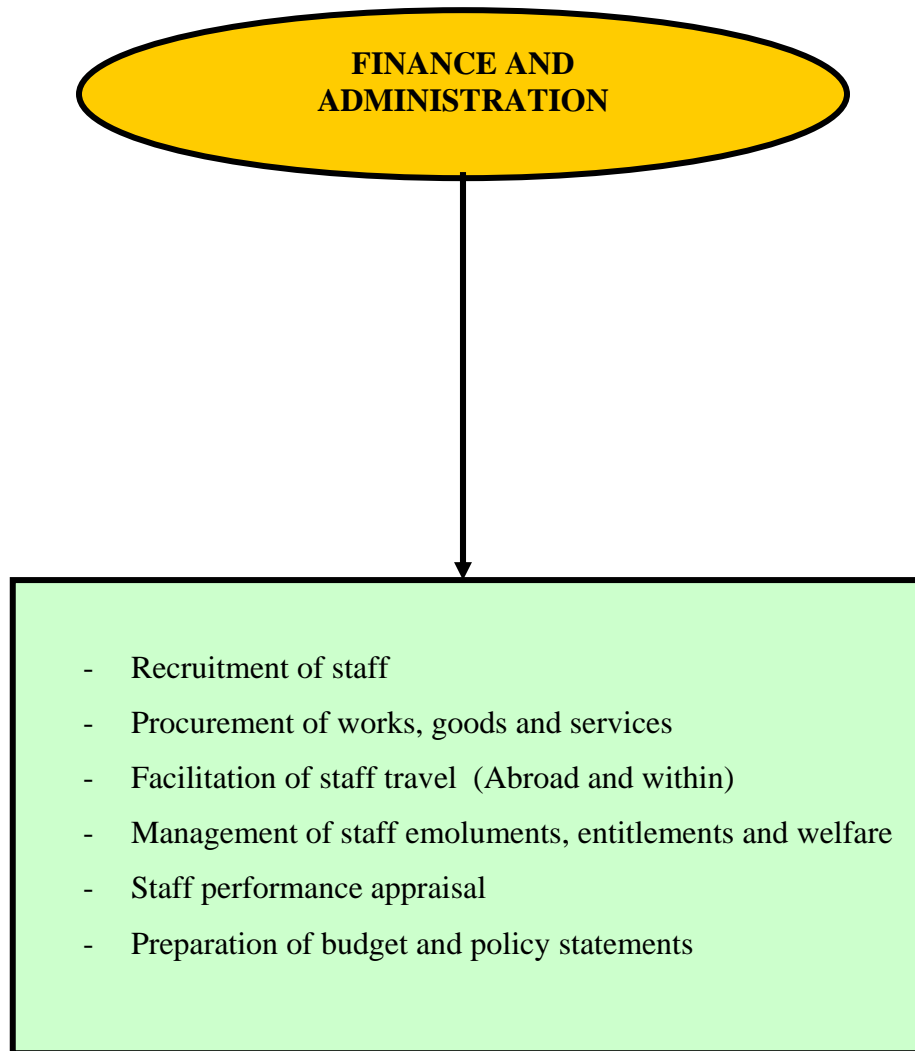 FINANCE AND
ADMINISTRATION
- Recruitment of staff
- Procurement of works, goods and services
- Facilitation of staff travel  (Abroad and within)
- Management of staff emoluments, entitlements and welfare
- Staff performance appraisal
- Preparation of budget and policy statements